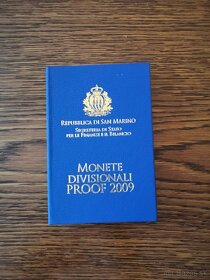 REPUBBLICA DI SAN MARINO
SEGRETERIA DI STATO
PER LE FINANZE E IL BILANCIO
MONETE
DIVISIONALI
PROOF 2009